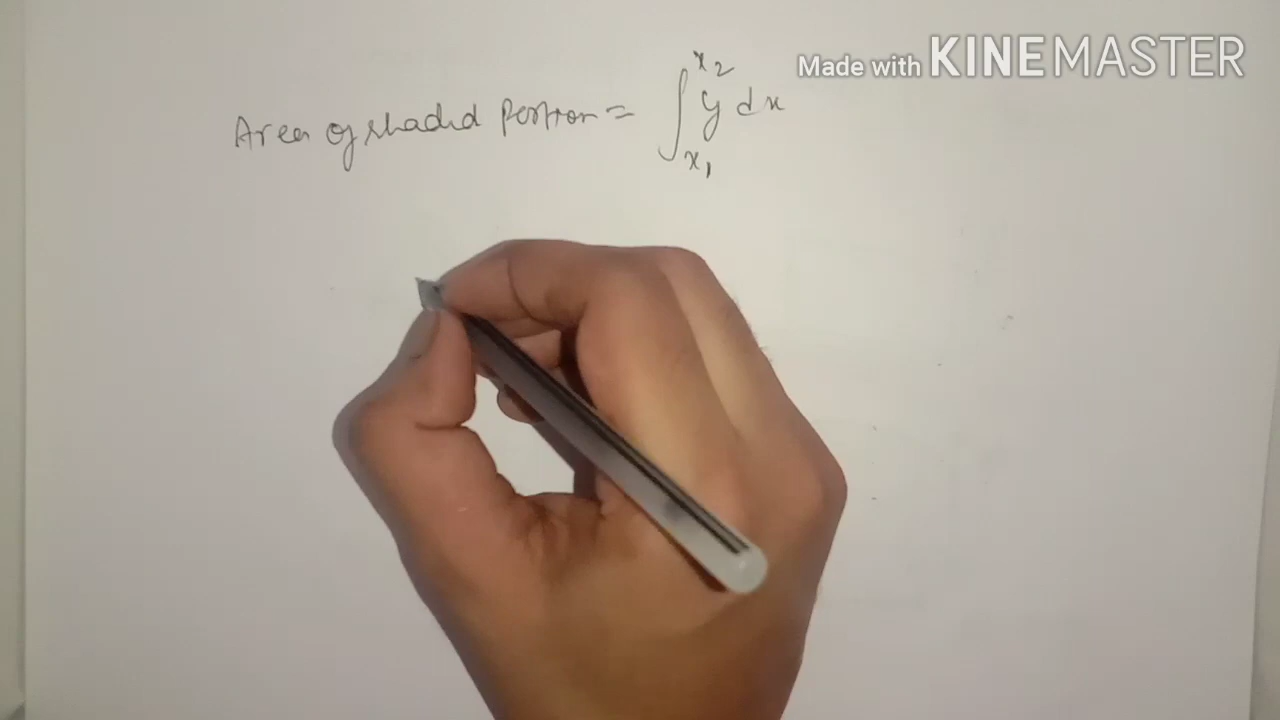 Made with KINEMASTER
Area of shaded Portion = ∫_{x₁}^{x₂} y dx